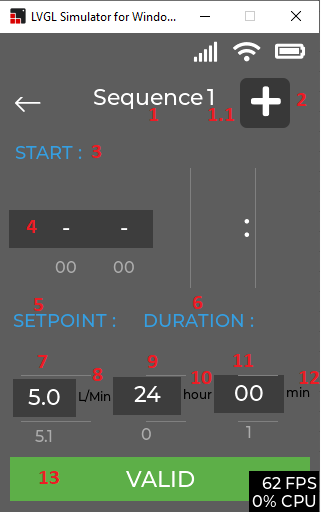 LVGL Simulator for Windo...
Sequence 1
1 1.1 2
START : 3
4 - -
:
00 00
5 6
SETPOINT : DURATION :
7 8 9 10 11 12
5.0 L/Min 24 hour 00 min
5.1 0 1
13 VALID
62 FPS
0% CPU